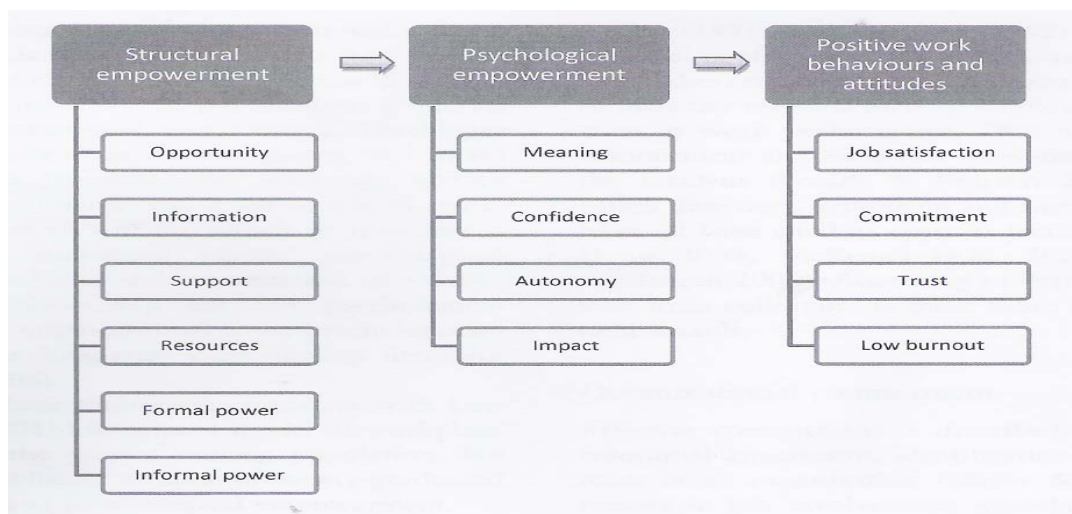 Structural
empowerment
Opportunity
Information
Support
Resources
Formal power
Informal power
Psychological
empowerment
Meaning
Confidence
Autonomy
Impact
Positive work
behaviours and
attitudes
Job satisfaction
Commitment
Trust
Low burnout